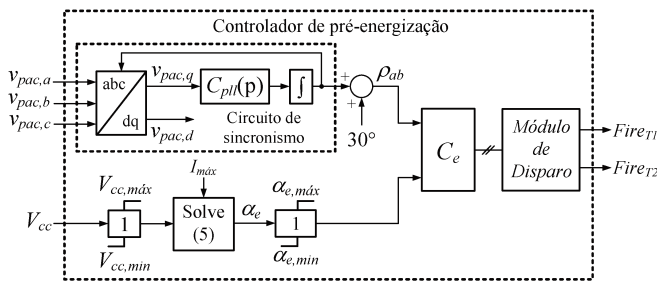 Controlador de pré-energização
v_pac,a
v_pac,b
v_pac,c
abc
dq
v_pac,q
v_pac,d
C_pll(p)
∫
Circuito de
sincronismo
+
+
30°
ρ_ab
C_e
Módulo
de
Disparo
Fire_T1
Fire_T2
V_cc
V_cc,máx
1
V_cc,min
I_máx
Solve
(5)
α_e
α_e,máx
1
α_e,min